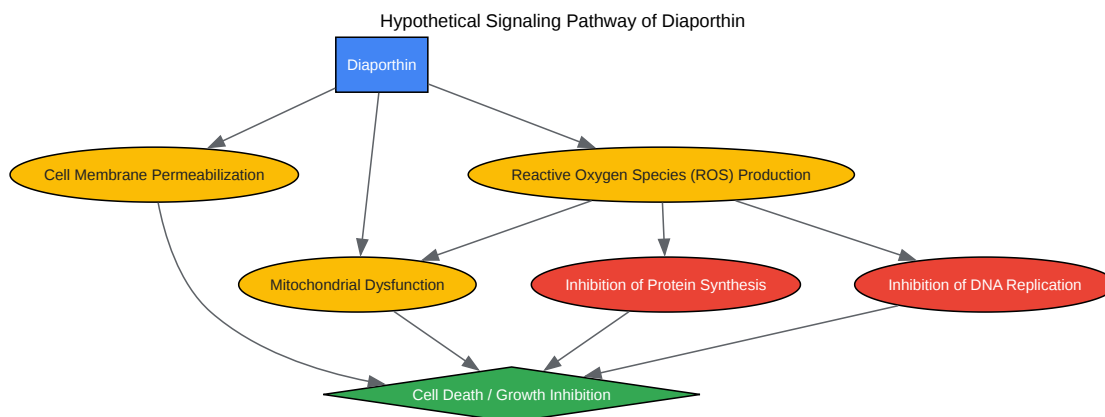 Hypothetical Signaling Pathway of Diaporthin
Diaporthin
Cell Membrane Permeabilization
Reactive Oxygen Species (ROS) Production
Mitochondrial Dysfunction
Inhibition of Protein Synthesis
Inhibition of DNA Replication
Cell Death / Growth Inhibition